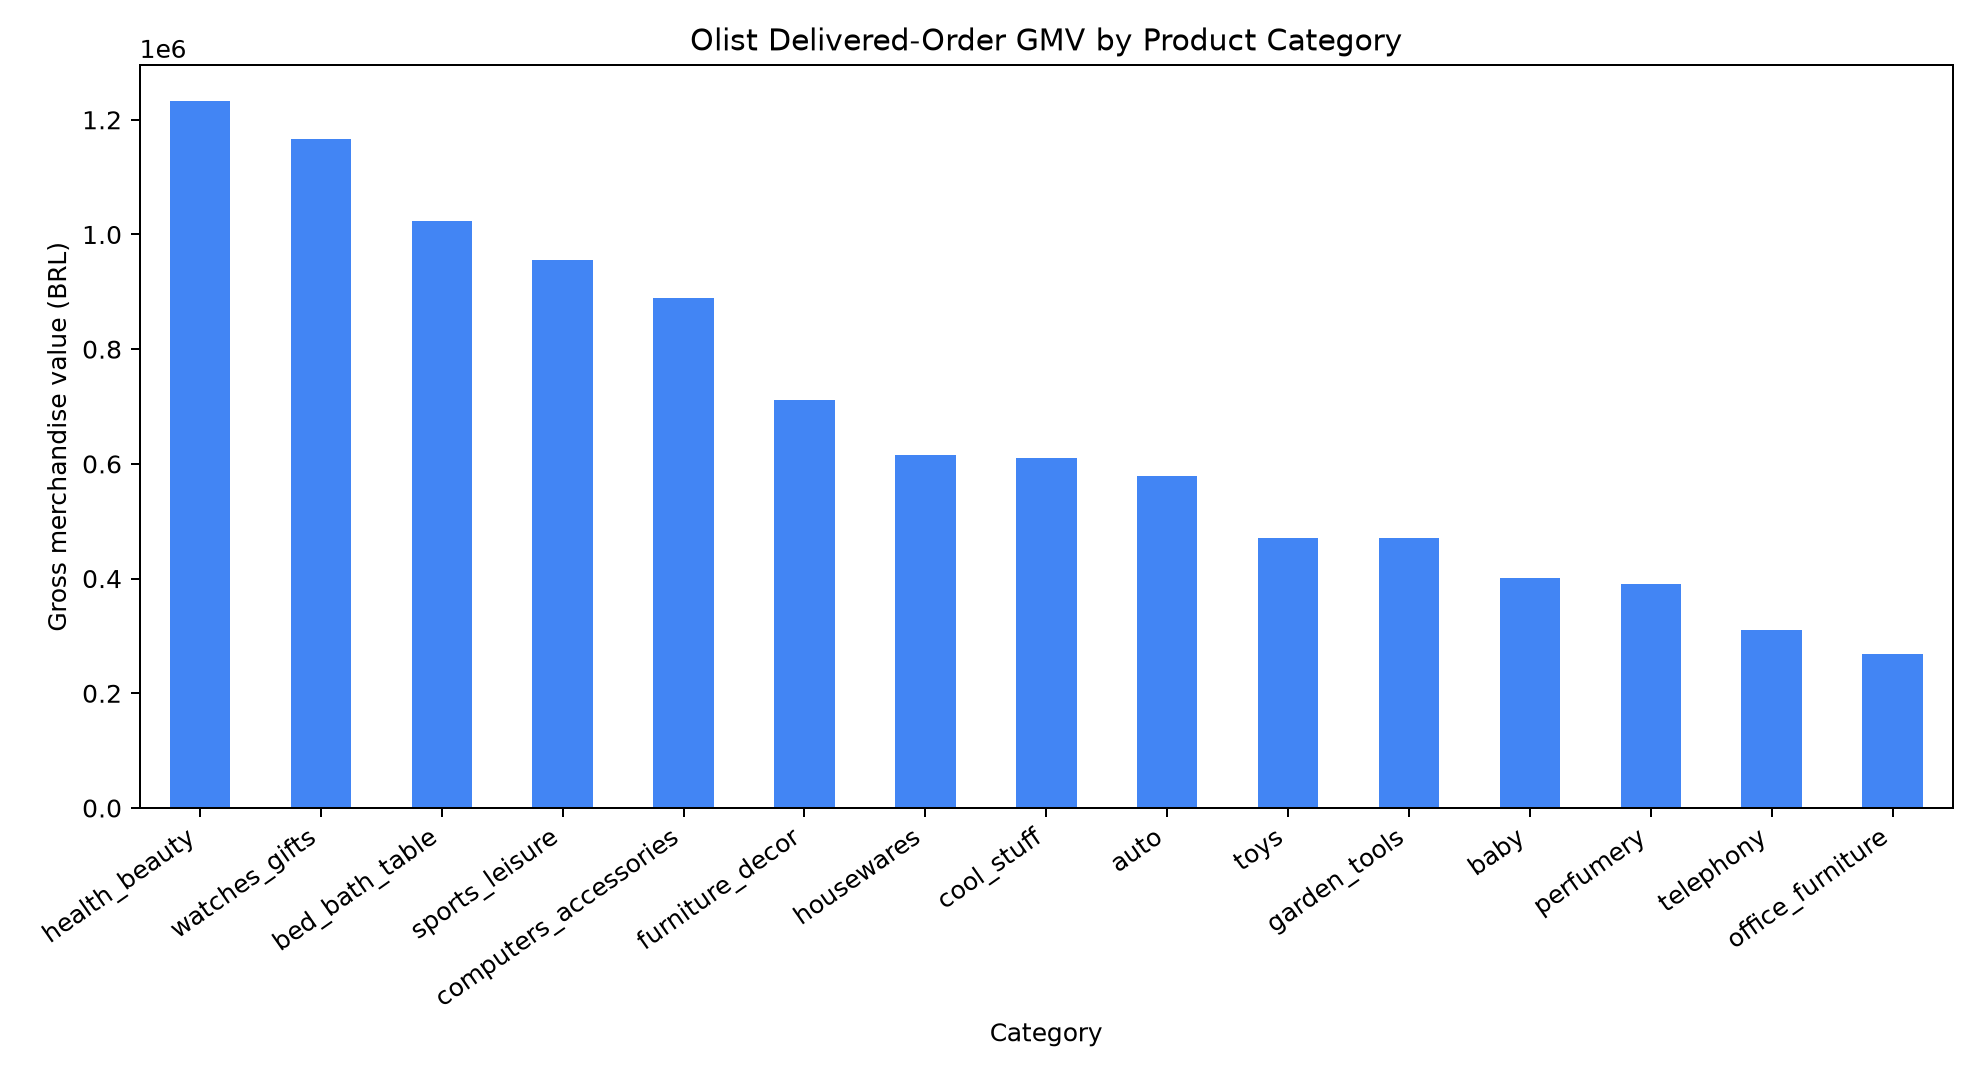 Olist Delivered-Order GMV by Product Category
1e6
Gross merchandise value (BRL)
1.2
1.0
0.8
0.6
0.4
0.2
0.0
health_beauty
watches_gifts
bed_bath_table
sports_leisure
computers_accessories
furniture_decor
housewares
cool_stuff
auto
toys
garden_tools
baby
perfumery
telephony
office_furniture
Category